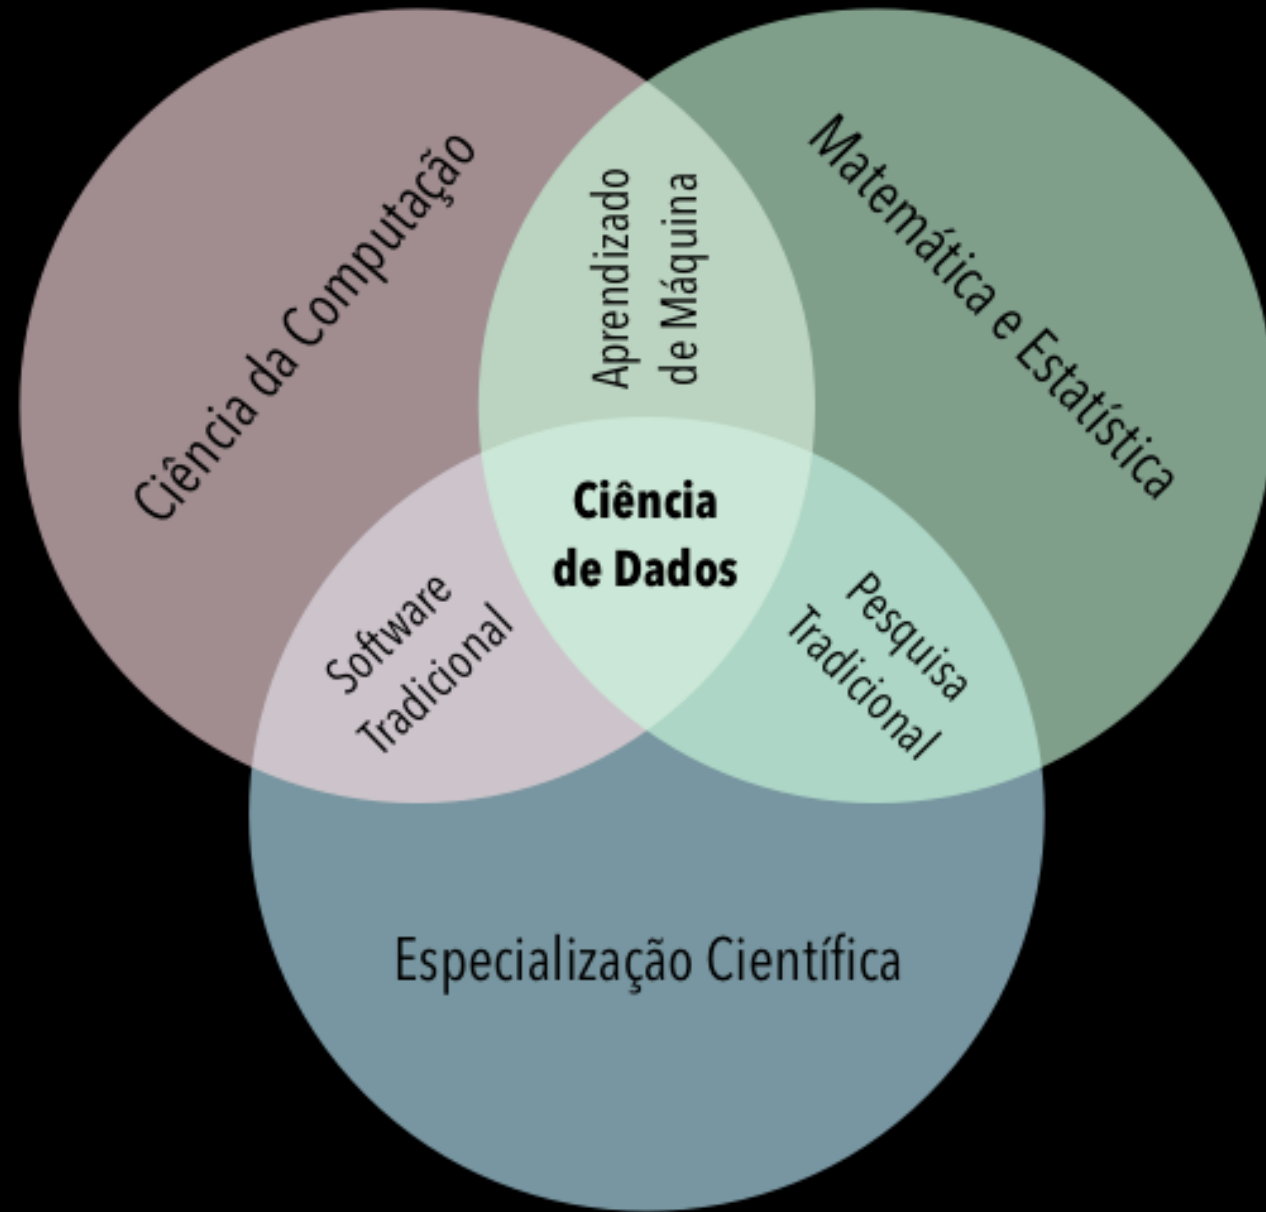 Ciência da Computação
Matemática e Estatística
Aprendizado
de Máquina
Ciência
de Dados
Software
Tradicional
Pesquisa
Tradicional
Especialização Científica